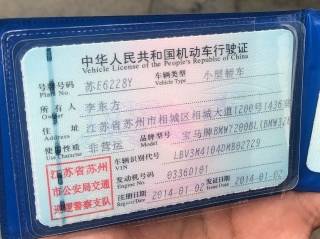 中华人民共和国机动车行驶证
Vehicle License of the People's Republic of China
号牌号码 苏E6228Y 车辆类型 小型轿车
Plate No. Vehicle Type
所有人 李东方
Owner
住址 江苏省苏州市相城区相城大道1200号(436
Address
使用性质 非营运 品牌型号 宝马牌BMW7200BL(BMW3
Use Character Model
江苏省苏州
市公安局交通
巡逻警察支队
车辆识别代号 LBV3M4104DMB02729
VIN
发动机号码 0336D101
Engine No.
注册日期 2014-01-02 发证日期 2014-01-02
Register Date Issue Date